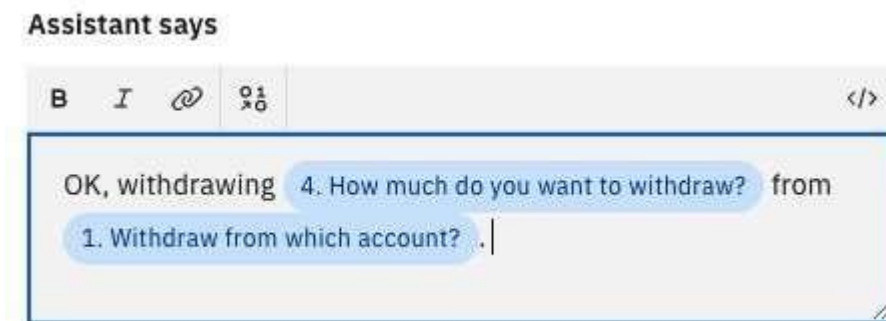 Assistant says
B I </>
OK, withdrawing 4. How much do you want to withdraw? from
1. Withdraw from which account? .